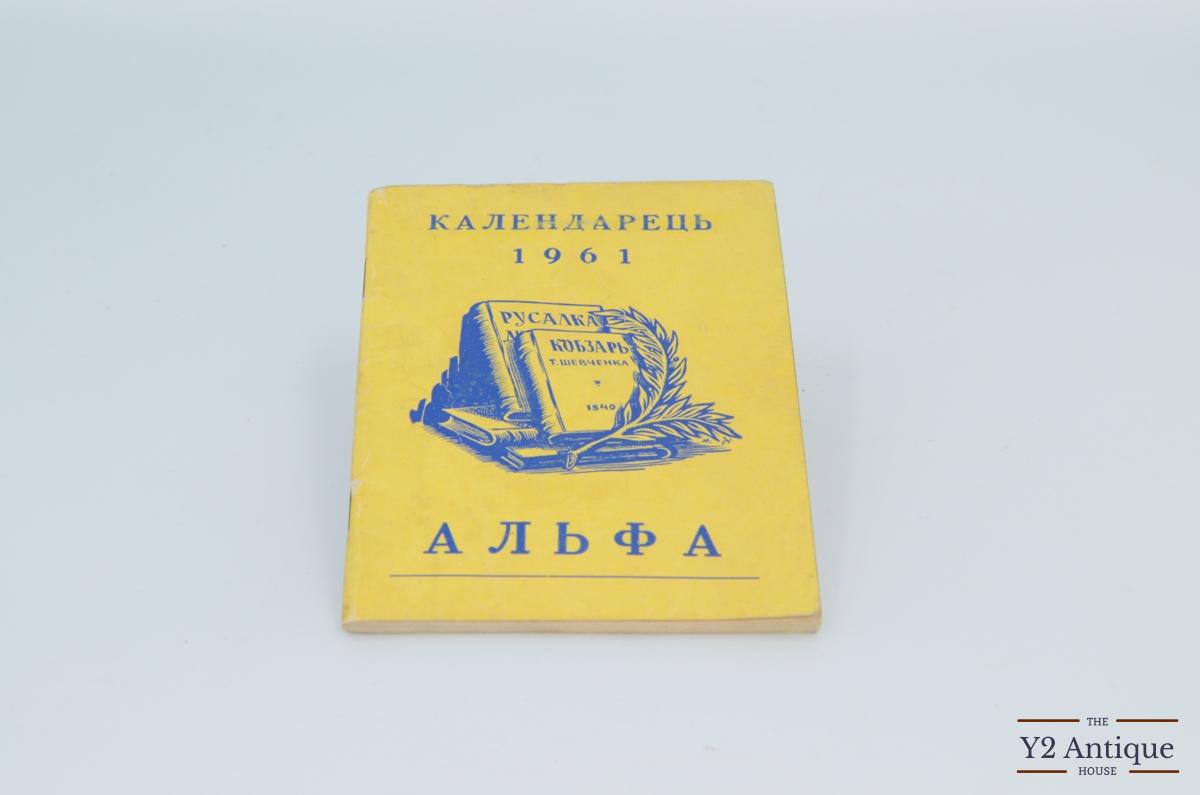 КАЛЕНДАРЕЦЬ
1961
РУСАЛКА
КОБЗАРЬ
Т. ШЕВЧЕНКА
1840
АЛЬФА
THE
Y2 Antique
HOUSE